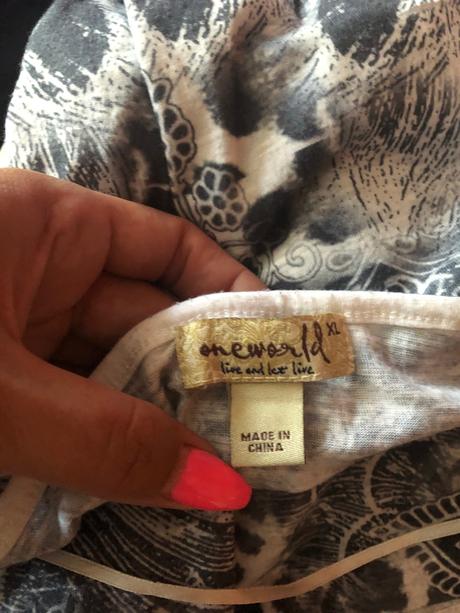 oneworld XL
live and let live
MADE IN
CHINA